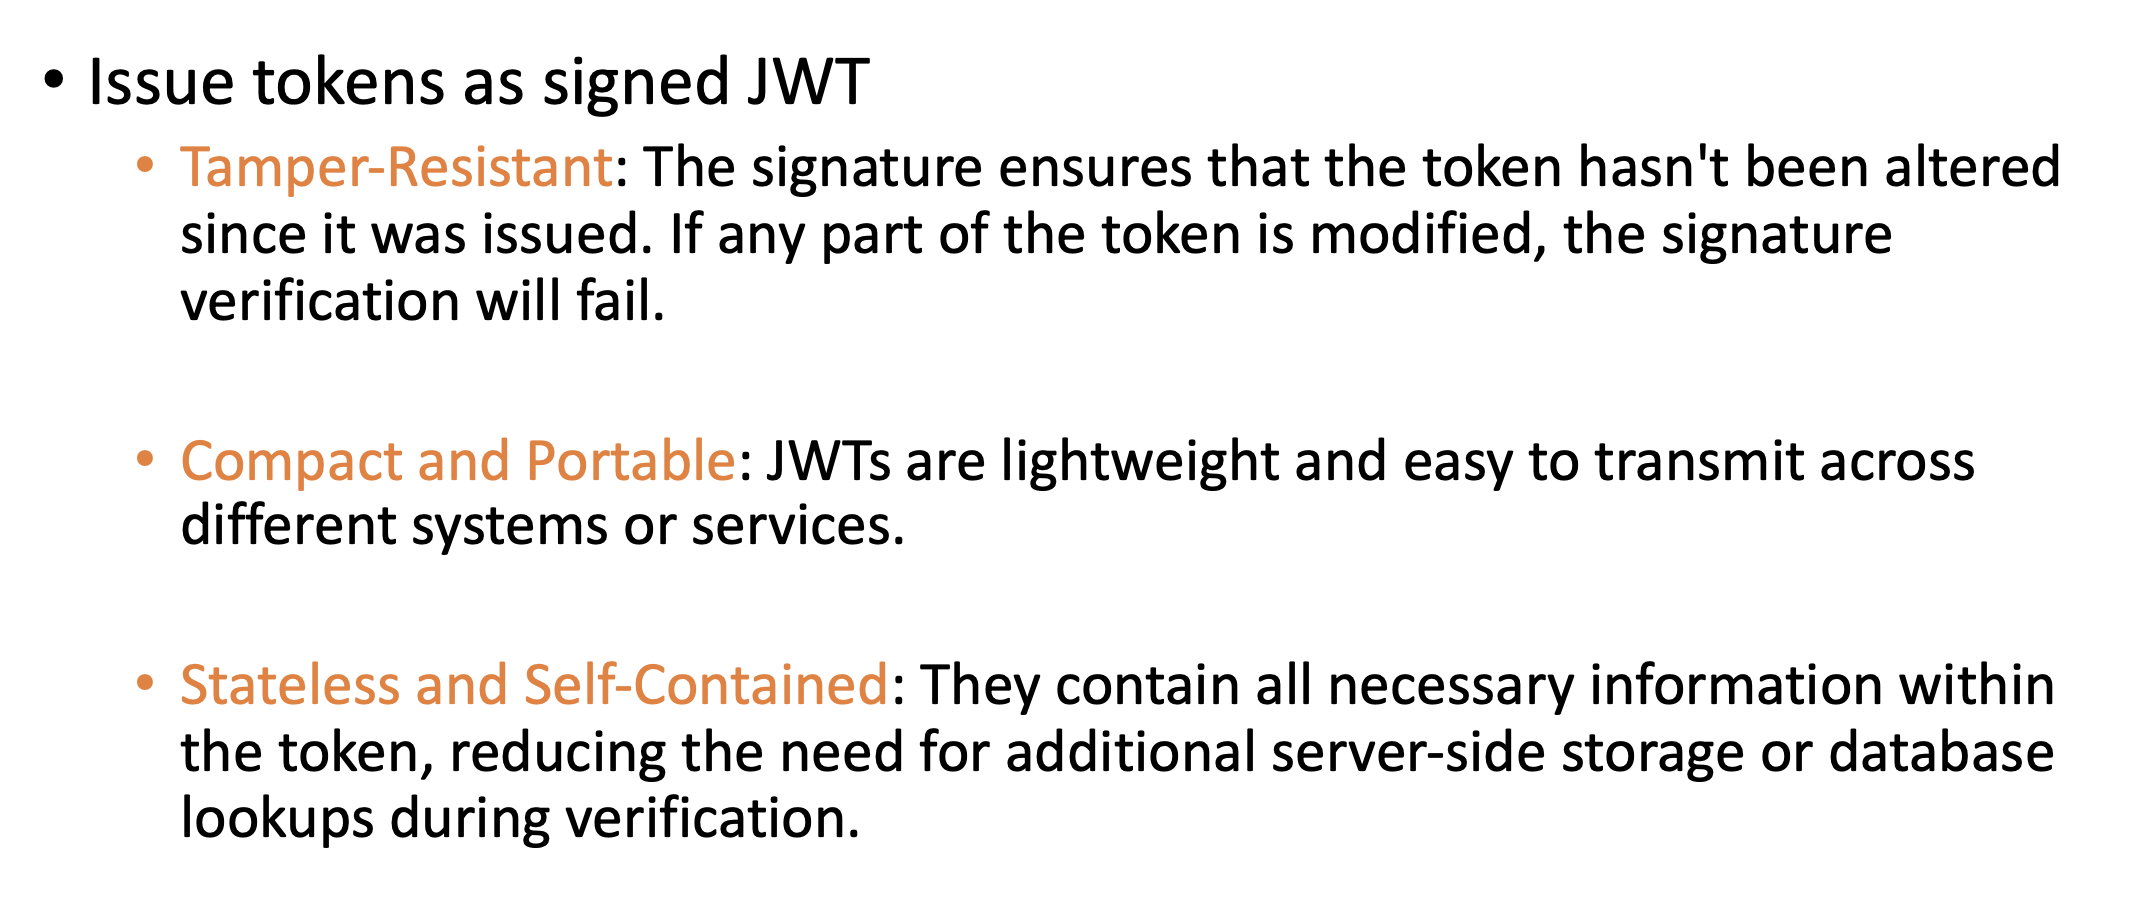 • Issue tokens as signed JWT
• Tamper-Resistant: The signature ensures that the token hasn't been altered
since it was issued. If any part of the token is modified, the signature
verification will fail.
• Compact and Portable: JWTs are lightweight and easy to transmit across
different systems or services.
• Stateless and Self-Contained: They contain all necessary information within
the token, reducing the need for additional server-side storage or database
lookups during verification.